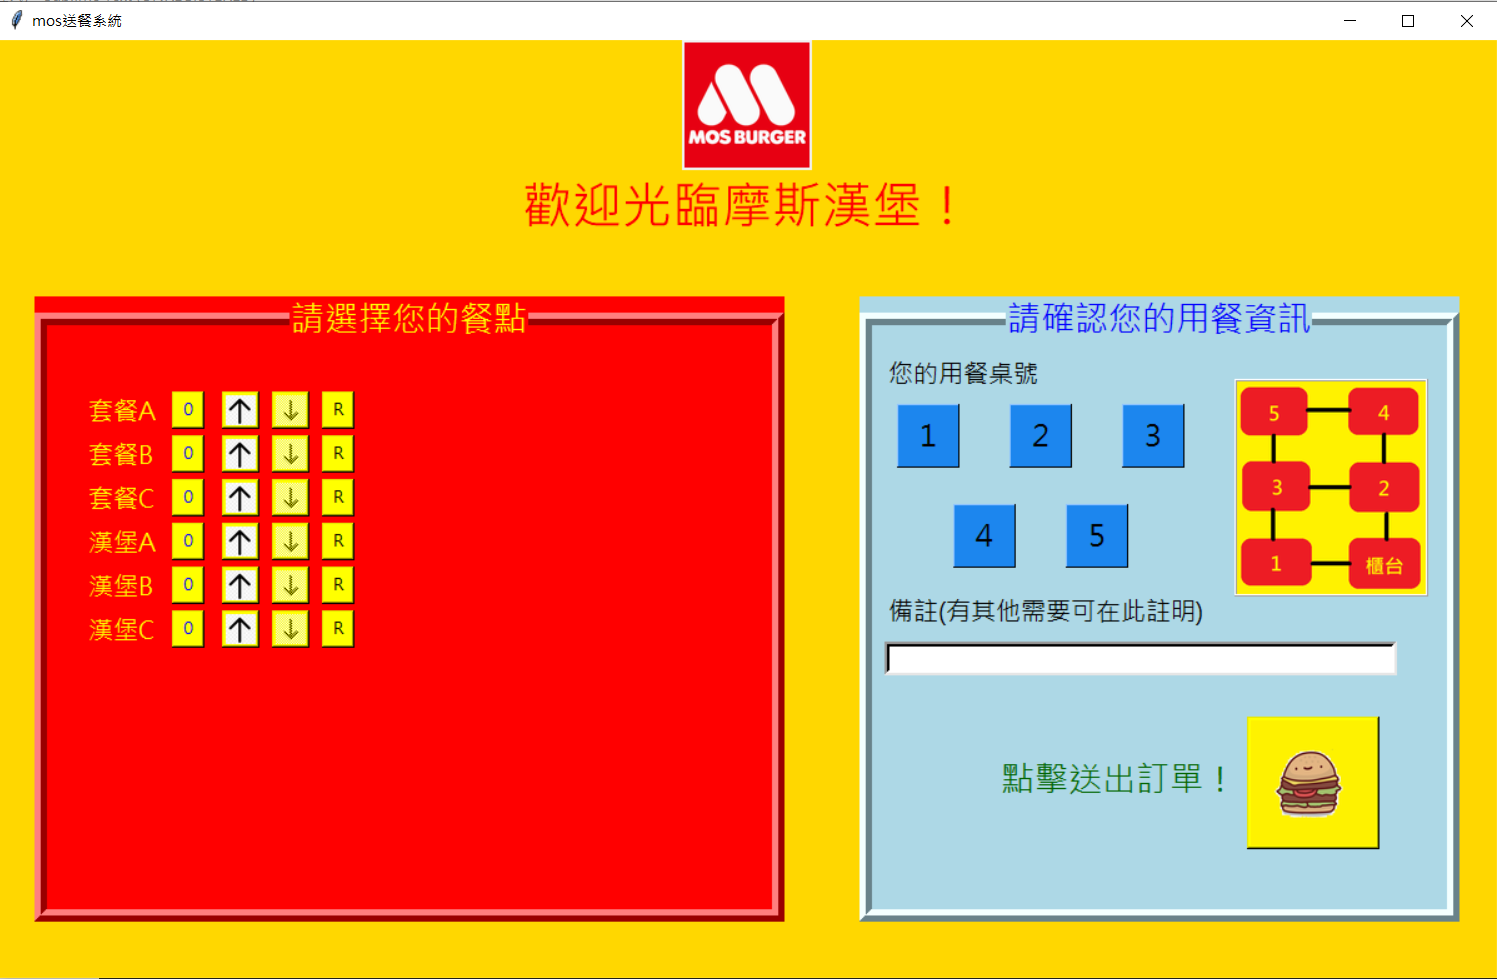 mos送餐系統
MOS BURGER
歡迎光臨摩斯漢堡！
請選擇您的餐點
套餐A 0 ↑ ↓ R
套餐B 0 ↑ ↓ R
套餐C 0 ↑ ↓ R
漢堡A 0 ↑ ↓ R
漢堡B 0 ↑ ↓ R
漢堡C 0 ↑ ↓ R
請確認您的用餐資訊
您的用餐桌號
1 2 3
4 5
5 4
3 2
1 櫃台
備註(有其他需要可在此註明)
點擊送出訂單！